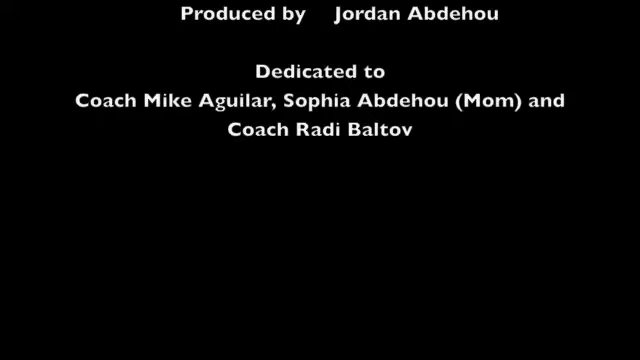 Produced by Jordan Abdehou
Dedicated to
Coach Mike Aguilar, Sophia Abdehou (Mom) and
Coach Radi Baltov